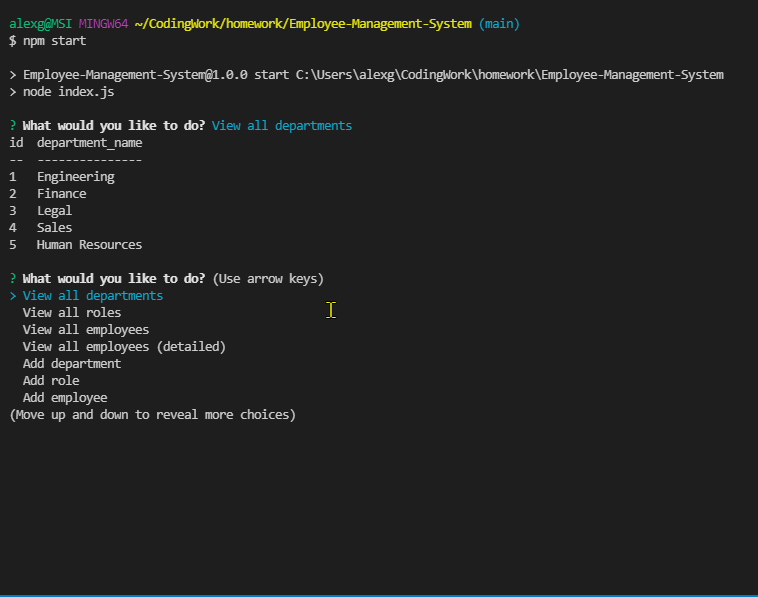 alexg@MSI MINGW64 ~/CodingWork/homework/Employee-Management-System (main)
$ npm start
> Employee-Management-System@1.0.0 start C:\Users\alexg\CodingWork\homework\Employee-Management-System
> node index.js
? What would you like to do? View all departments
id  department_name
--  ---------------
1   Engineering
2   Finance
3   Legal
4   Sales
5   Human Resources
? What would you like to do? (Use arrow keys)
> View all departments
  View all roles
  View all employees
  View all employees (detailed)
  Add department
  Add role
  Add employee
(Move up and down to reveal more choices)